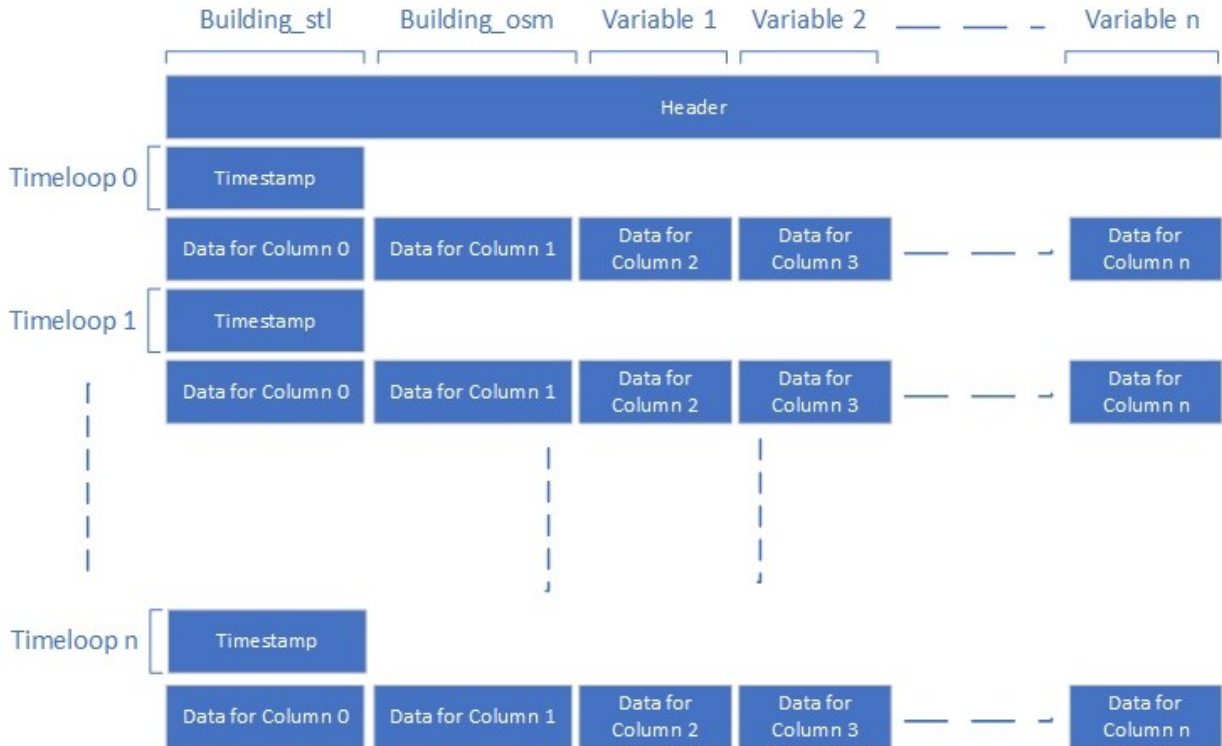 Building_stl Building_osm Variable 1 Variable 2 Variable n
Header
Timeloop 0 Timestamp
Data for Column 0 Data for Column 1 Data for Column 2 Data for Column 3 Data for Column n
Timeloop 1 Timestamp
Data for Column 0 Data for Column 1 Data for Column 2 Data for Column 3 Data for Column n
Timeloop n Timestamp
Data for Column 0 Data for Column 1 Data for Column 2 Data for Column 3 Data for Column n